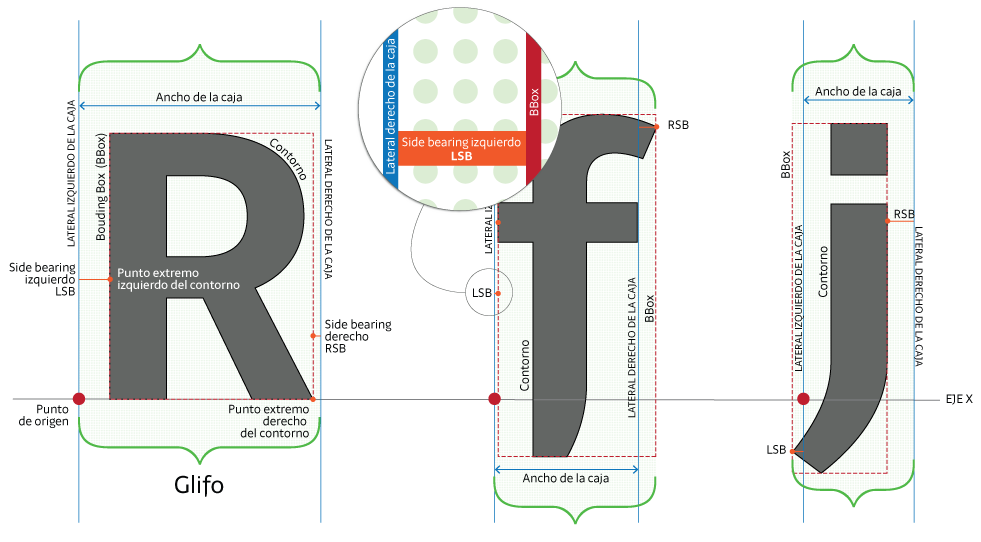 Ancho de la caja
LATERAL IZQUIERDO DE LA CAJA
Bouding Box (BBox)
Contorno
LATERAL DERECHO DE LA CAJA
R
Side bearing
izquierdo
LSB
Punto extremo
izquierdo del contorno
Side bearing
derecho
RSB
Punto
de origen
Punto extremo
derecho
del contorno
Glifo
Lateral derecho de la caja
BBox
Side bearing izquierdo
LSB
RSB
f
LATERAL IZ
LSB
Contorno
LATERAL DERECHO DE LA CAJA
BBox
Ancho de la caja
Ancho de la caja
BBox
j
RSB
LATERAL IZQUIERDO DE LA CAJA
Contorno
LATERAL DERECHO DE LA CAJA
LSB
EJE X